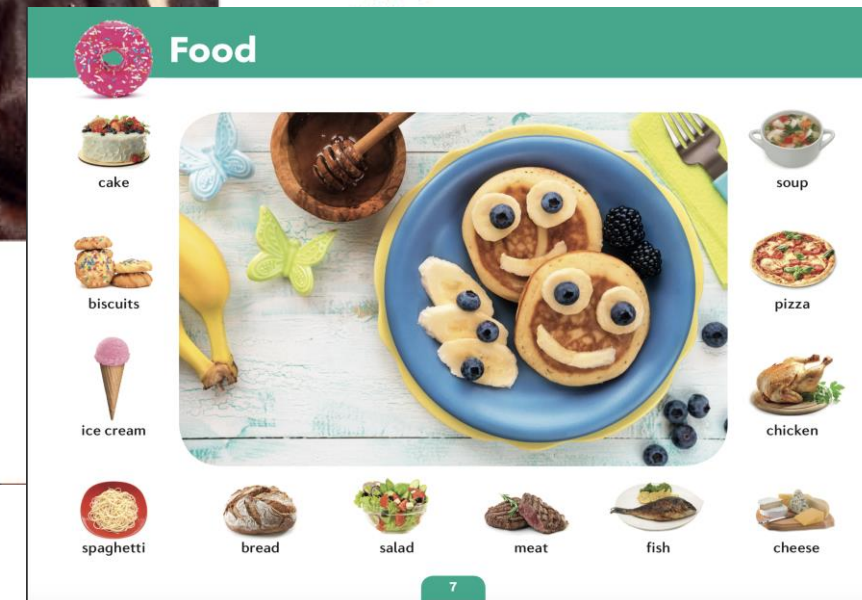 Food
cake
soup
biscuits
pizza
ice cream
chicken
spaghetti
bread
salad
meat
fish
cheese
7